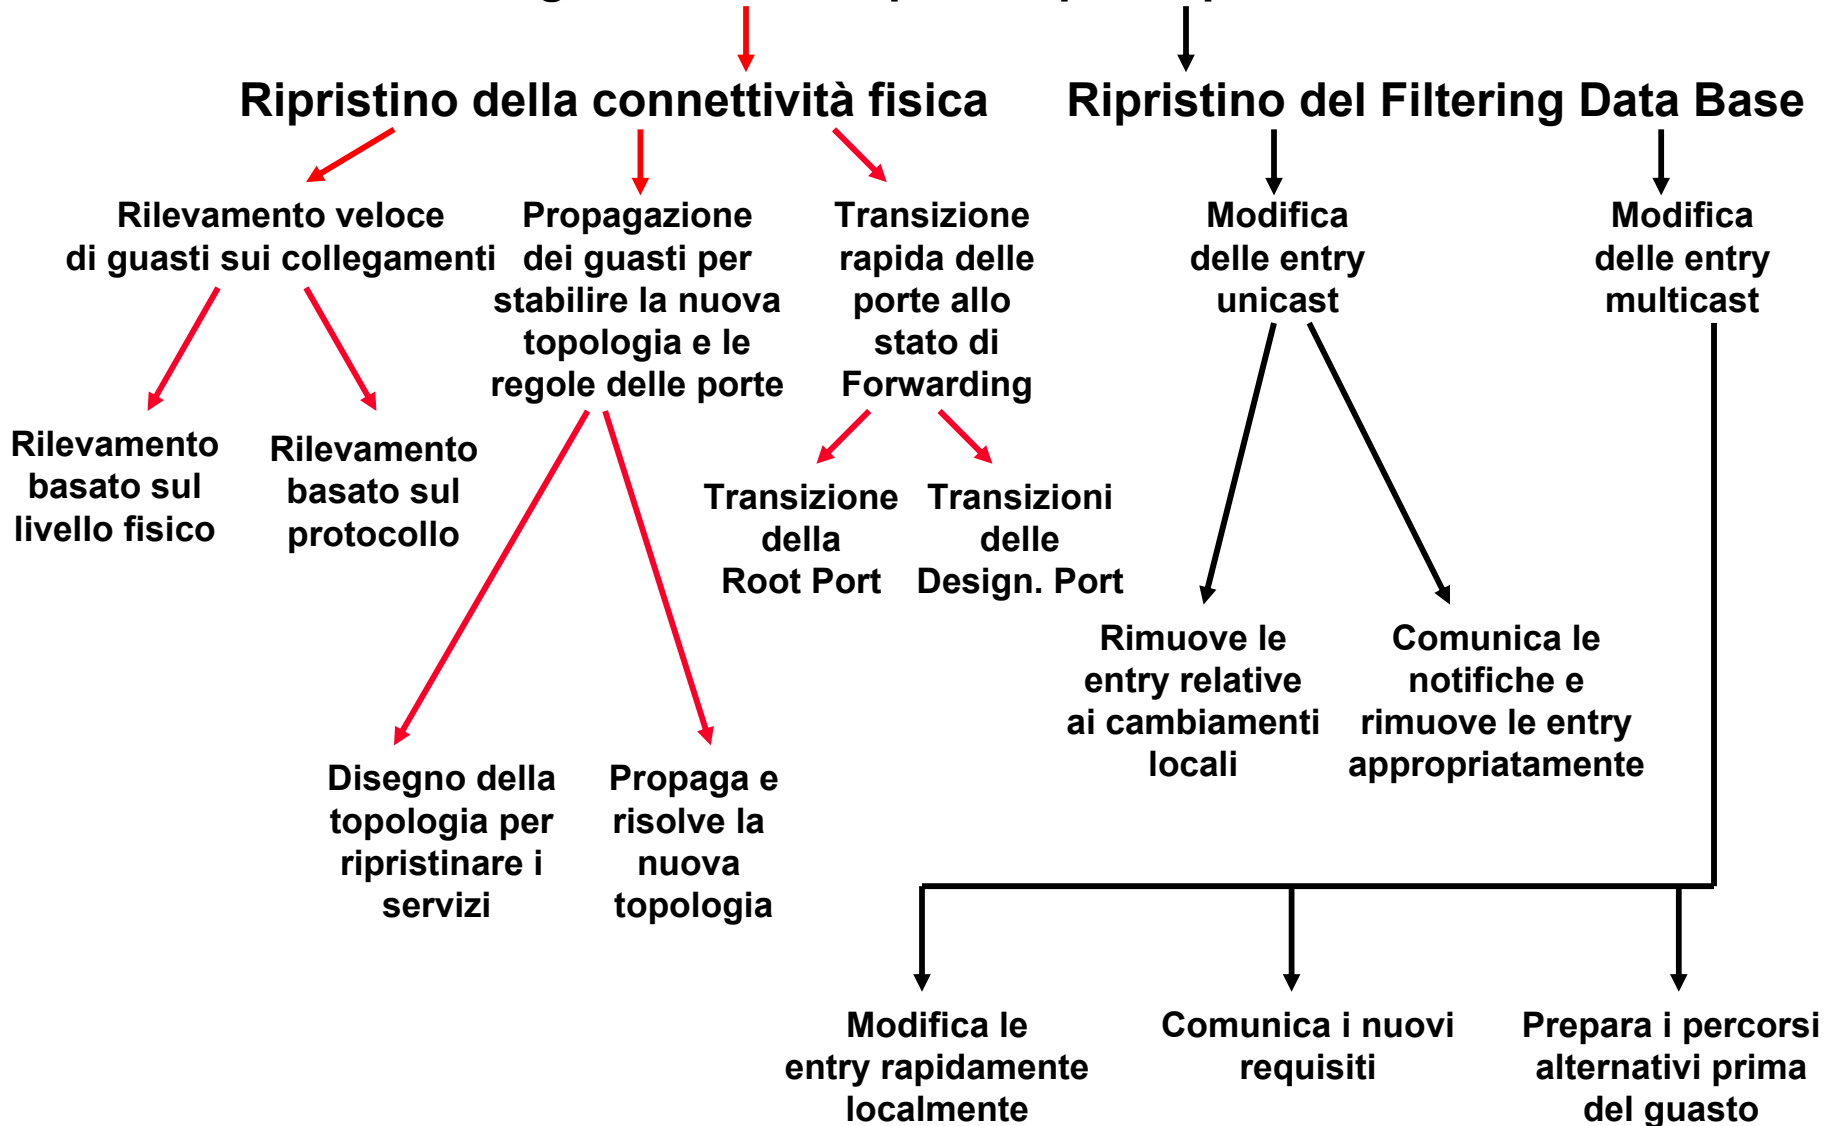 Ripristino della connettività fisica
Ripristino del Filtering Data Base
Rilevamento veloce
di guasti sui collegamenti
Propagazione
dei guasti per
stabilire la nuova
topologia e le
regole delle porte
Transizione
rapida delle
porte allo
stato di
Forwarding
Modifica
delle entry
unicast
Modifica
delle entry
multicast
Rilevamento
basato sul
livello fisico
Rilevamento
basato sul
protocollo
Transizione
della
Root Port
Transizioni
delle
Design. Port
Rimuove le
entry relative
ai cambiamenti
locali
Comunica le
notifiche e
rimuove le entry
appropriatamente
Disegno della
topologia per
ripristinare i
servizi
Propaga e
risolve la
nuova
topologia
Modifica le
entry rapidamente
localmente
Comunica i nuovi
requisiti
Prepara i percorsi
alternativi prima
del guasto